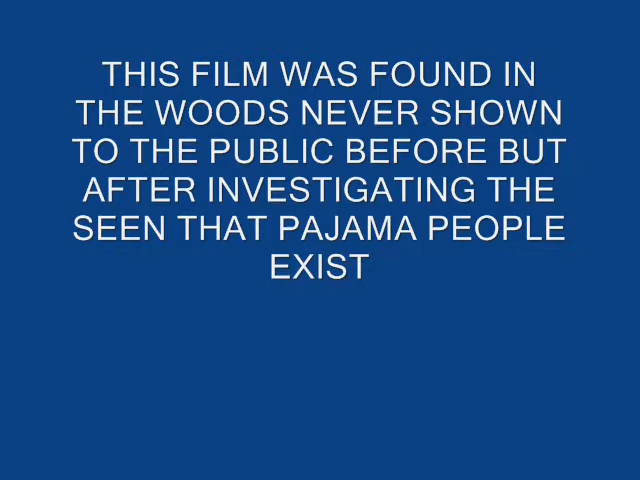 THIS FILM WAS FOUND IN
THE WOODS NEVER SHOWN
TO THE PUBLIC BEFORE BUT
AFTER INVESTIGATING THE
SEEN THAT PAJAMA PEOPLE
EXIST